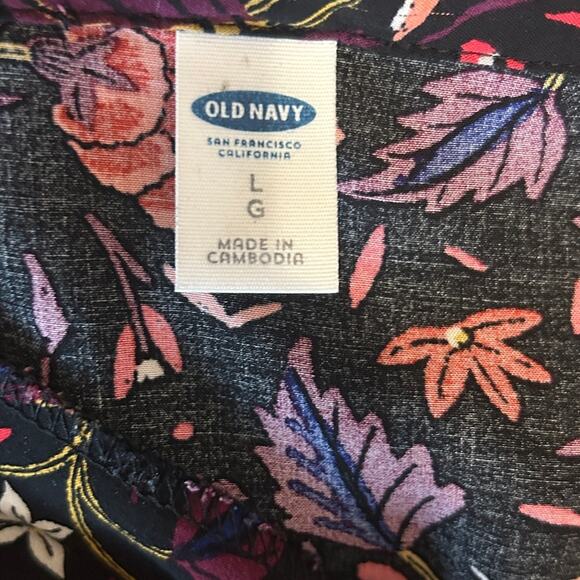 OLD NAVY
SAN FRANCISCO
CALIFORNIA
L
G
MADE IN
CAMBODIA